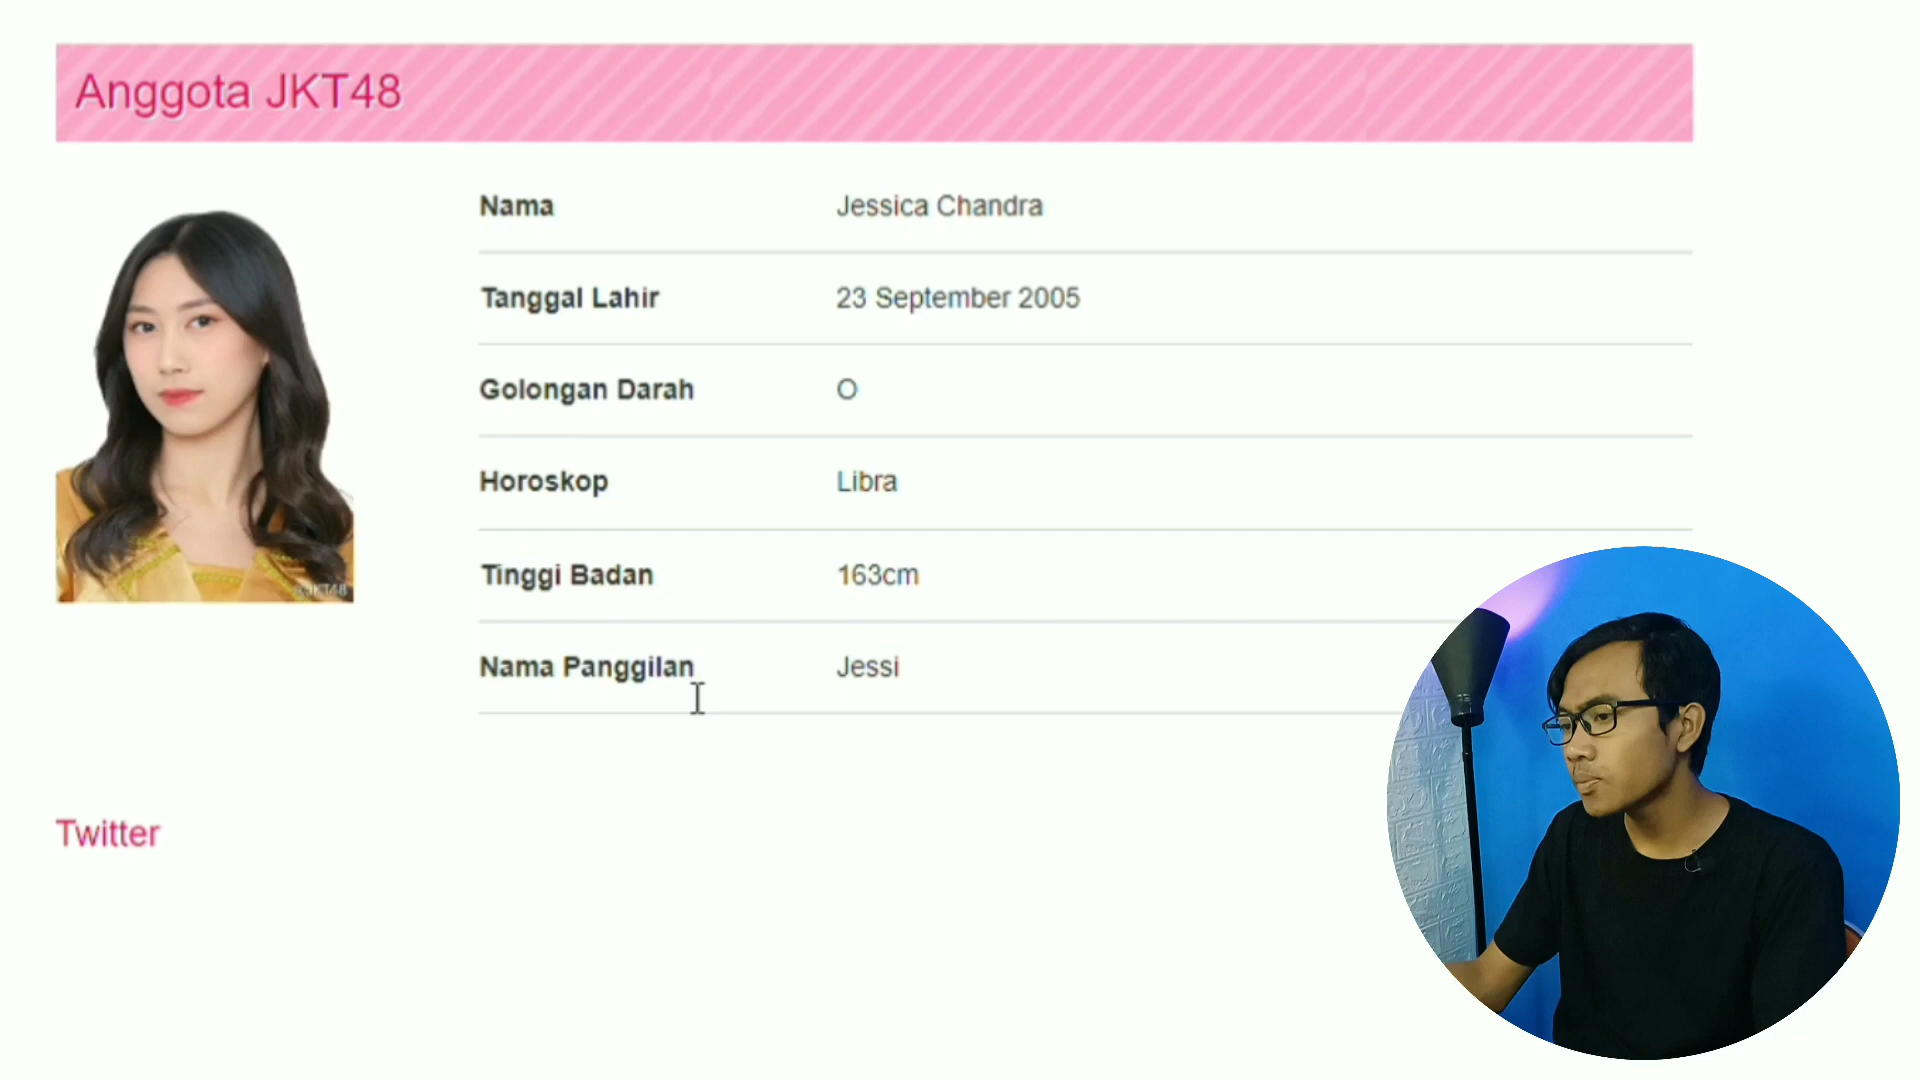 Anggota JKT48
Nama Jessica Chandra
Tanggal Lahir 23 September 2005
Golongan Darah O
Horoskop Libra
Tinggi Badan 163cm
Nama Panggilan Jessi
@JKT48
Twitter